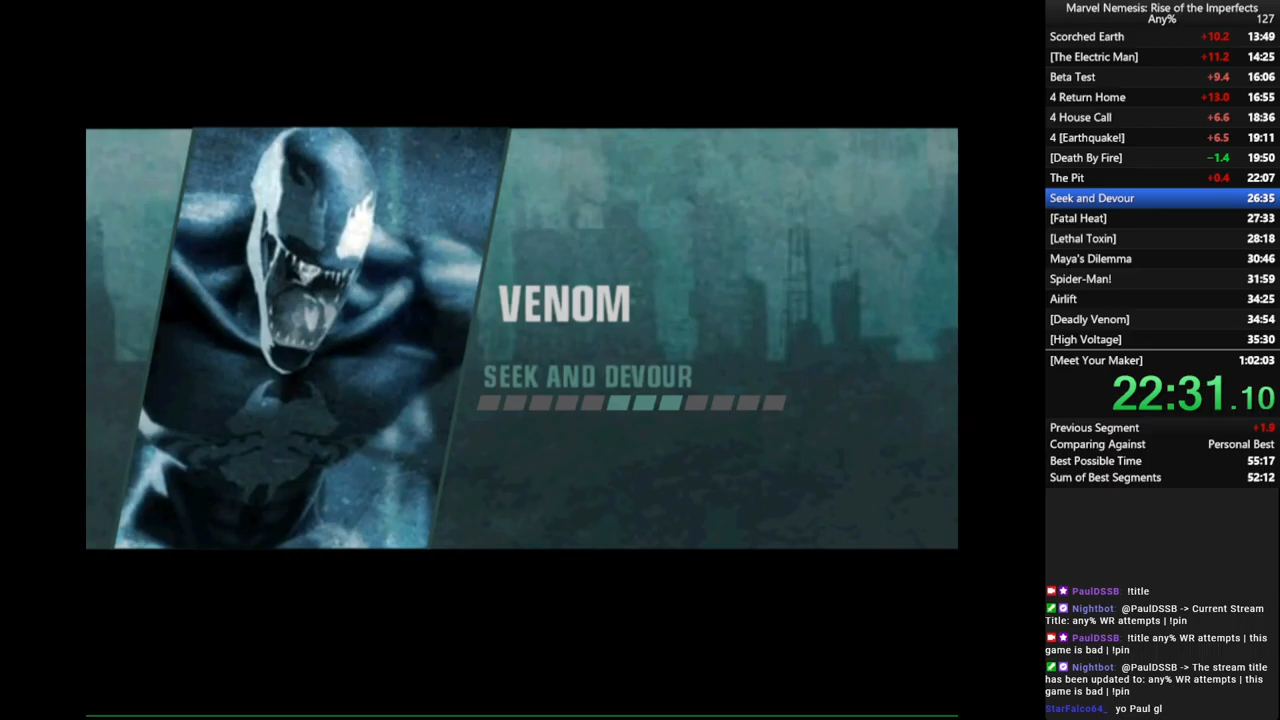 VENOM
SEEK AND DEVOUR
Marvel Nemesis: Rise of the Imperfects
Any% 127
Scorched Earth +10.2 13:49
[The Electric Man] +11.2 14:25
Beta Test +9.4 16:06
4 Return Home +13.0 16:55
4 House Call +6.6 18:36
4 [Earthquake!] +6.5 19:11
[Death By Fire] −1.4 19:50
The Pit +0.4 22:07
Seek and Devour 26:35
[Fatal Heat] 27:33
[Lethal Toxin] 28:18
Maya's Dilemma 30:46
Spider-Man! 31:59
Airlift 34:25
[Deadly Venom] 34:54
[High Voltage] 35:30
[Meet Your Maker] 1:02:03
22:31.10
Previous Segment +1.9
Comparing Against Personal Best
Best Possible Time 55:17
Sum of Best Segments 52:12
PaulDSSB: !title
Nightbot: @PaulDSSB -> Current Stream
Title: any% WR attempts | !pin
PaulDSSB: !title any% WR attempts | this
game is bad | !pin
Nightbot: @PaulDSSB -> The stream title
has been updated to: any% WR attempts | this
game is bad | !pin
StarFalco64_: yo Paul gl